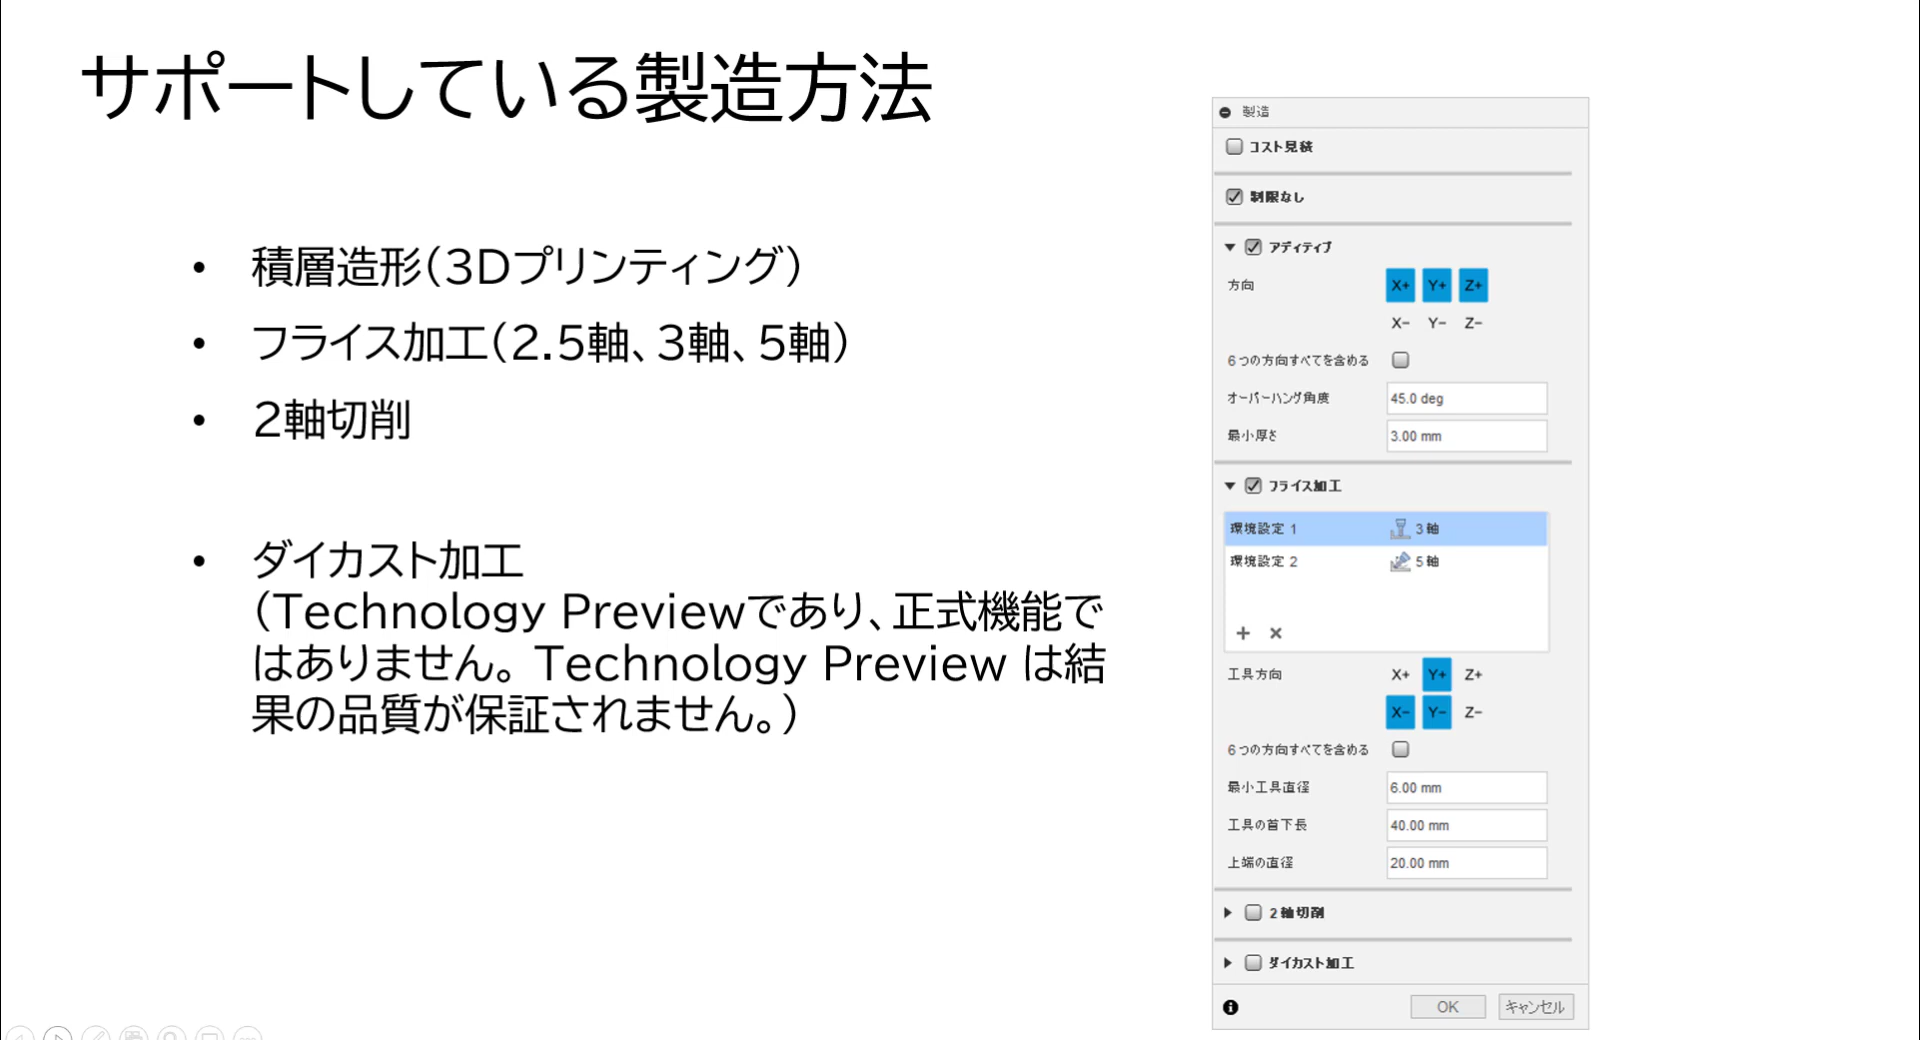 サポートしている製造方法
• 積層造形(3Dプリンティング)
• フライス加工(2.5軸、3軸、5軸)
• 2軸切削
• ダイカスト加工
(Technology Previewであり、正式機能で
はありません。 Technology Preview は結
果の品質が保証されません。)
製造
コスト見積
制限なし
アディティブ
方向 X+ Y+ Z+
X- Y- Z-
6つの方向すべてを含める
オーバーハング角度 45.0 deg
最小厚さ 3.00 mm
フライス加工
環境設定 1 3 軸
環境設定 2 5 軸
工具方向 X+ Y+ Z+
X- Y- Z-
6つの方向すべてを含める
最小工具直径 6.00 mm
工具の首下長 40.00 mm
上端の直径 20.00 mm
2 軸切削
ダイカスト加工
OK キャンセル